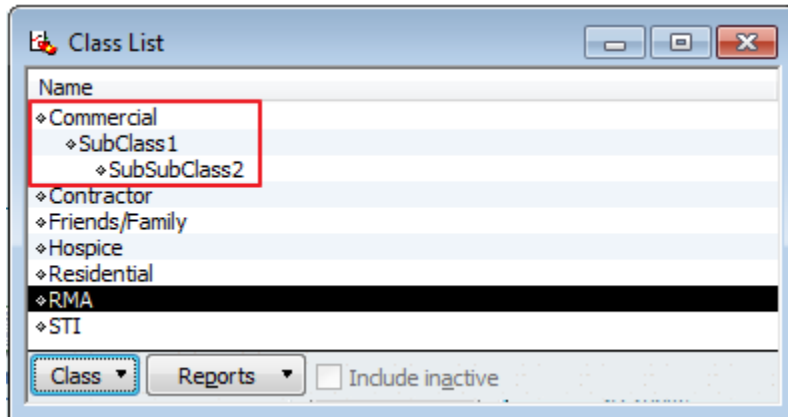 Class List
Name
Commercial
SubClass1
SubSubClass2
Contractor
Friends/Family
Hospice
Residential
RMA
STI
Class Reports Include inactive